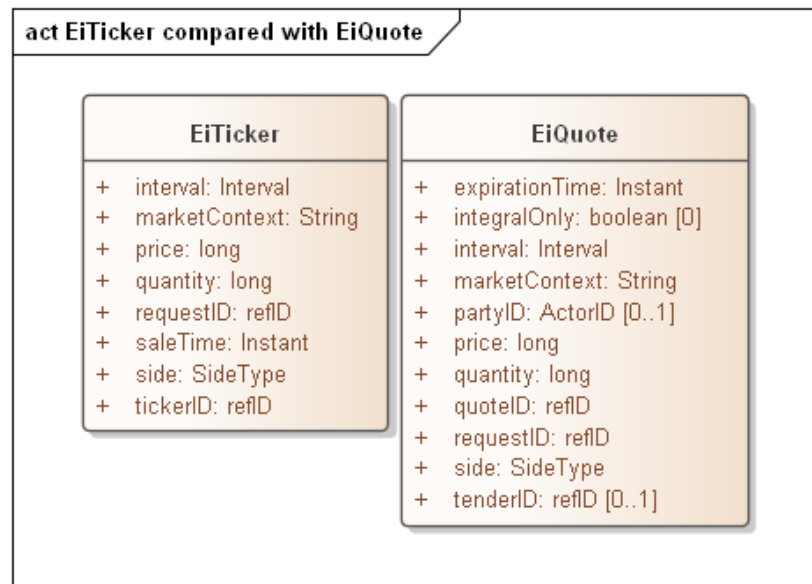 act EiTicker compared with EiQuote
EiTicker
+ interval: Interval
+ marketContext: String
+ price: long
+ quantity: long
+ requestID: refID
+ saleTime: Instant
+ side: SideType
+ tickerID: refID
EiQuote
+ expirationTime: Instant
+ integralOnly: boolean [0]
+ interval: Interval
+ marketContext: String
+ partyID: ActorID [0..1]
+ price: long
+ quantity: long
+ quoteID: refID
+ requestID: refID
+ side: SideType
+ tenderID: refID [0..1]